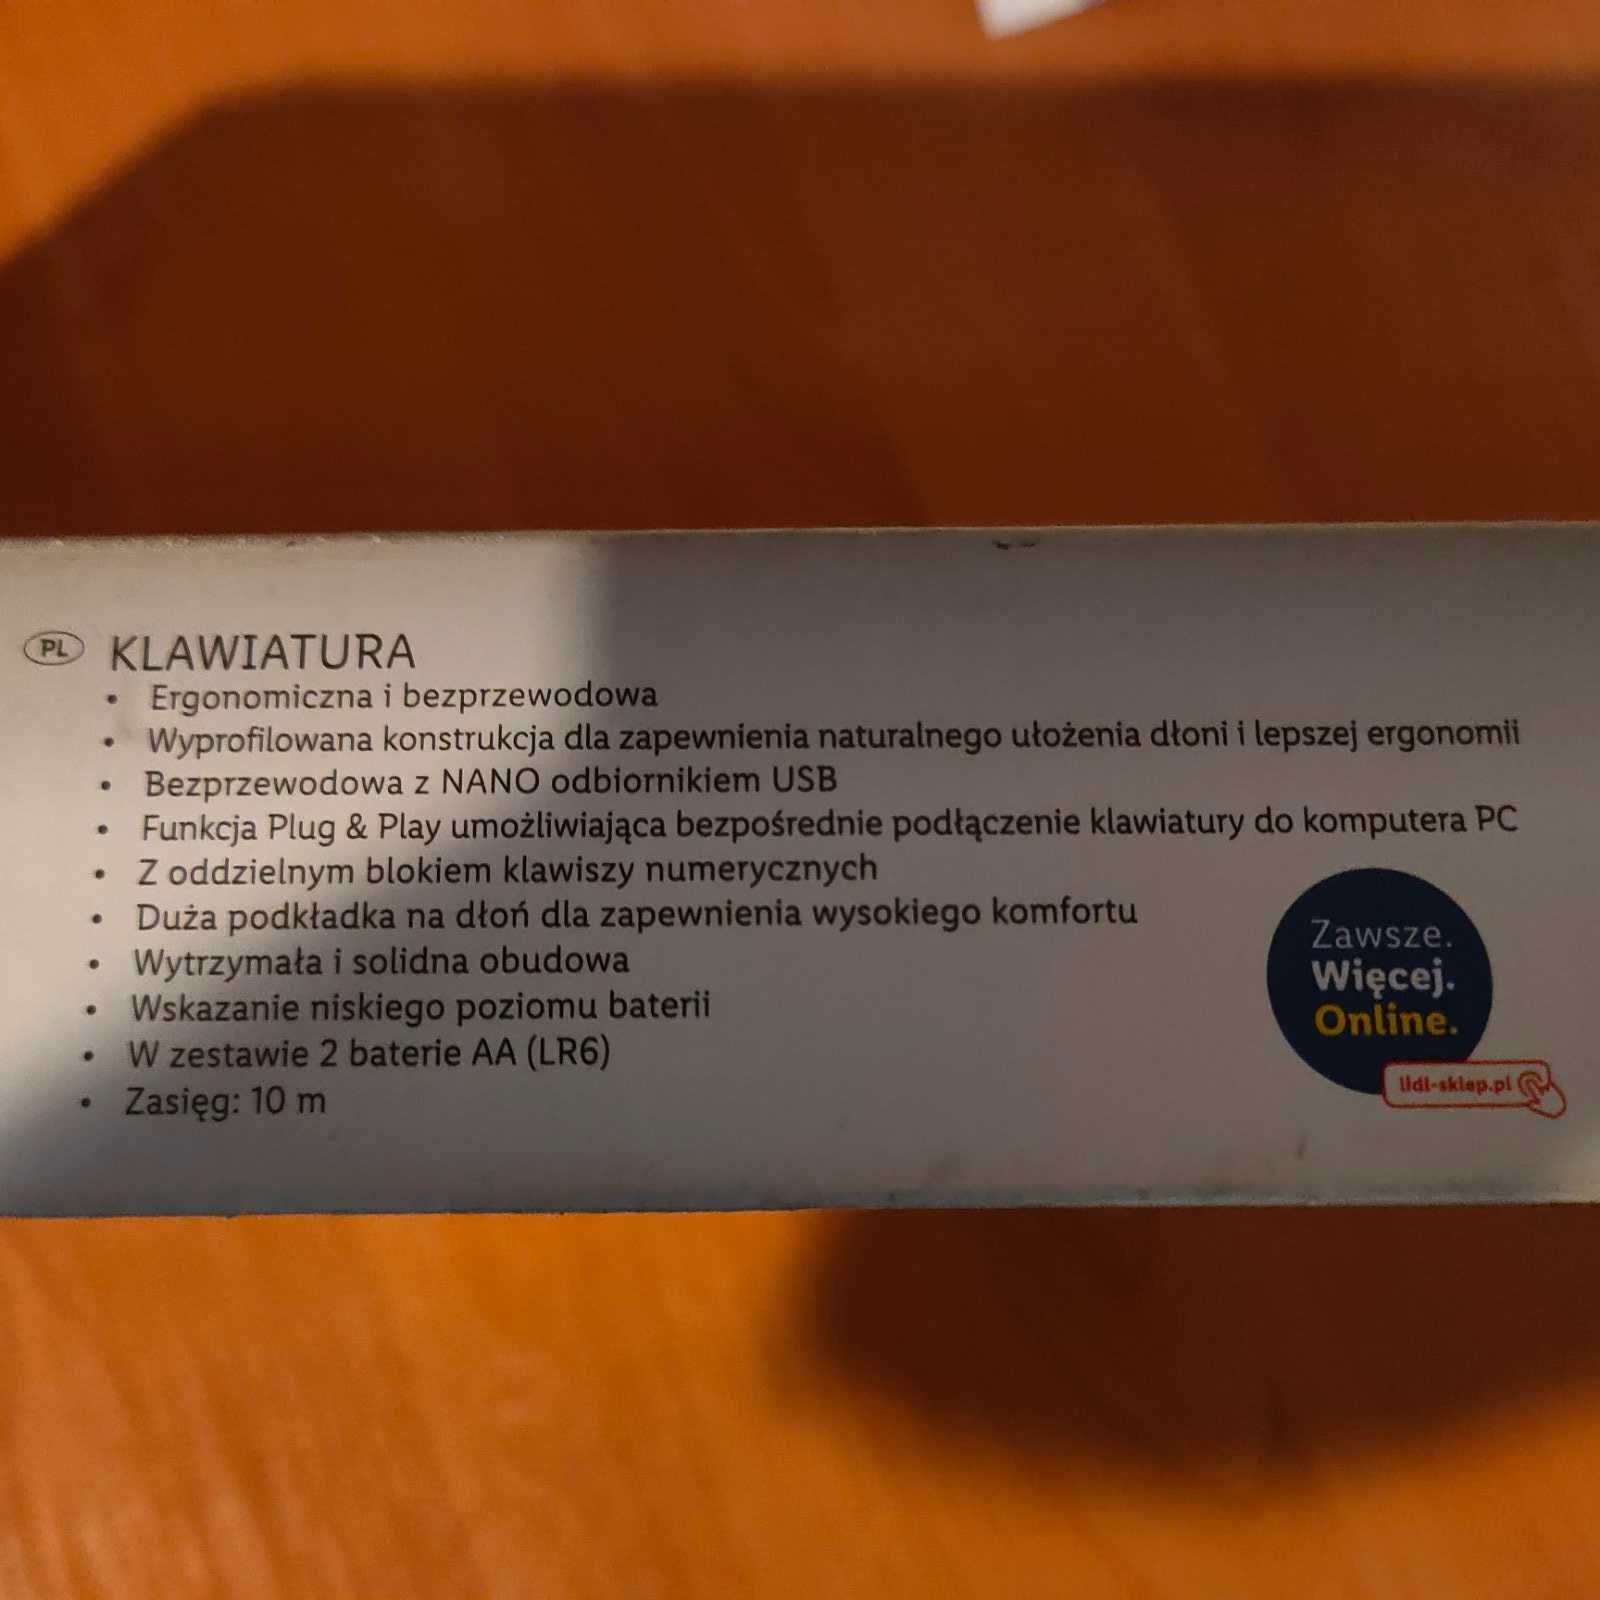 PL KLAWIATURA
• Ergonomiczna i bezprzewodowa
• Wyprofilowana konstrukcja dla zapewnienia naturalnego ułożenia dłoni i lepszej ergonomii
• Bezprzewodowa z NANO odbiornikiem USB
• Funkcja Plug & Play umożliwiająca bezpośrednie podłączenie klawiatury do komputera PC
• Z oddzielnym blokiem klawiszy numerycznych
• Duża podkładka na dłoń dla zapewnienia wysokiego komfortu
• Wytrzymała i solidna obudowa
• Wskazanie niskiego poziomu baterii
• W zestawie 2 baterie AA (LR6)
• Zasięg: 10 m
Zawsze.
Więcej.
Online.
lidl-sklep.pl